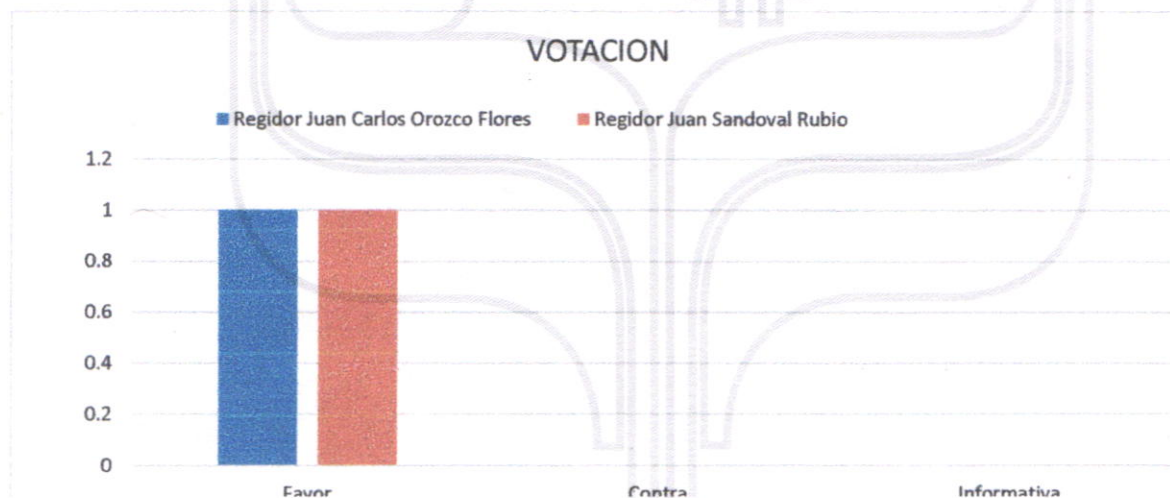 VOTACION
Regidor Juan Carlos Orozco Flores Regidor Juan Sandoval Rubio
1.2
1
0.8
0.6
0.4
0.2
0
Favor Contra Informativa